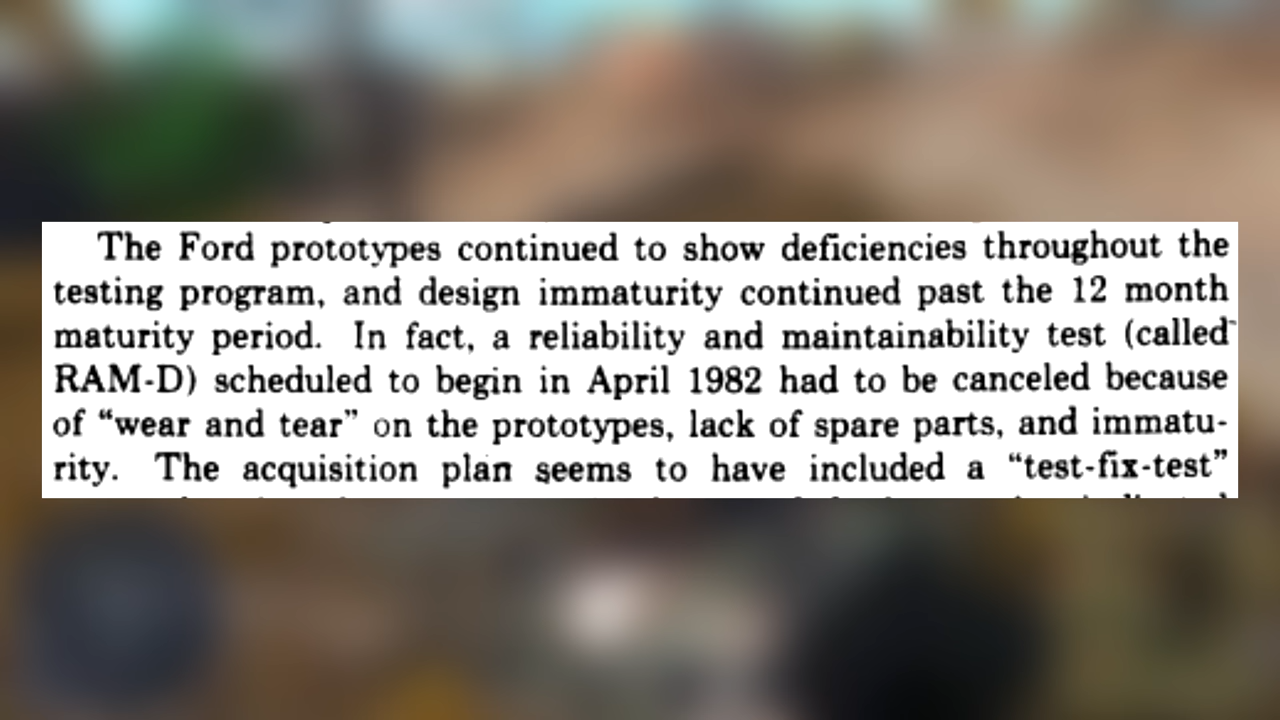 The Ford prototypes continued to show deficiencies throughout the
testing program, and design immaturity continued past the 12 month
maturity period. In fact, a reliability and maintainability test (called
RAM-D) scheduled to begin in April 1982 had to be canceled because
of “wear and tear” on the prototypes, lack of spare parts, and immatu-
rity. The acquisition plan seems to have included a “test-fix-test”